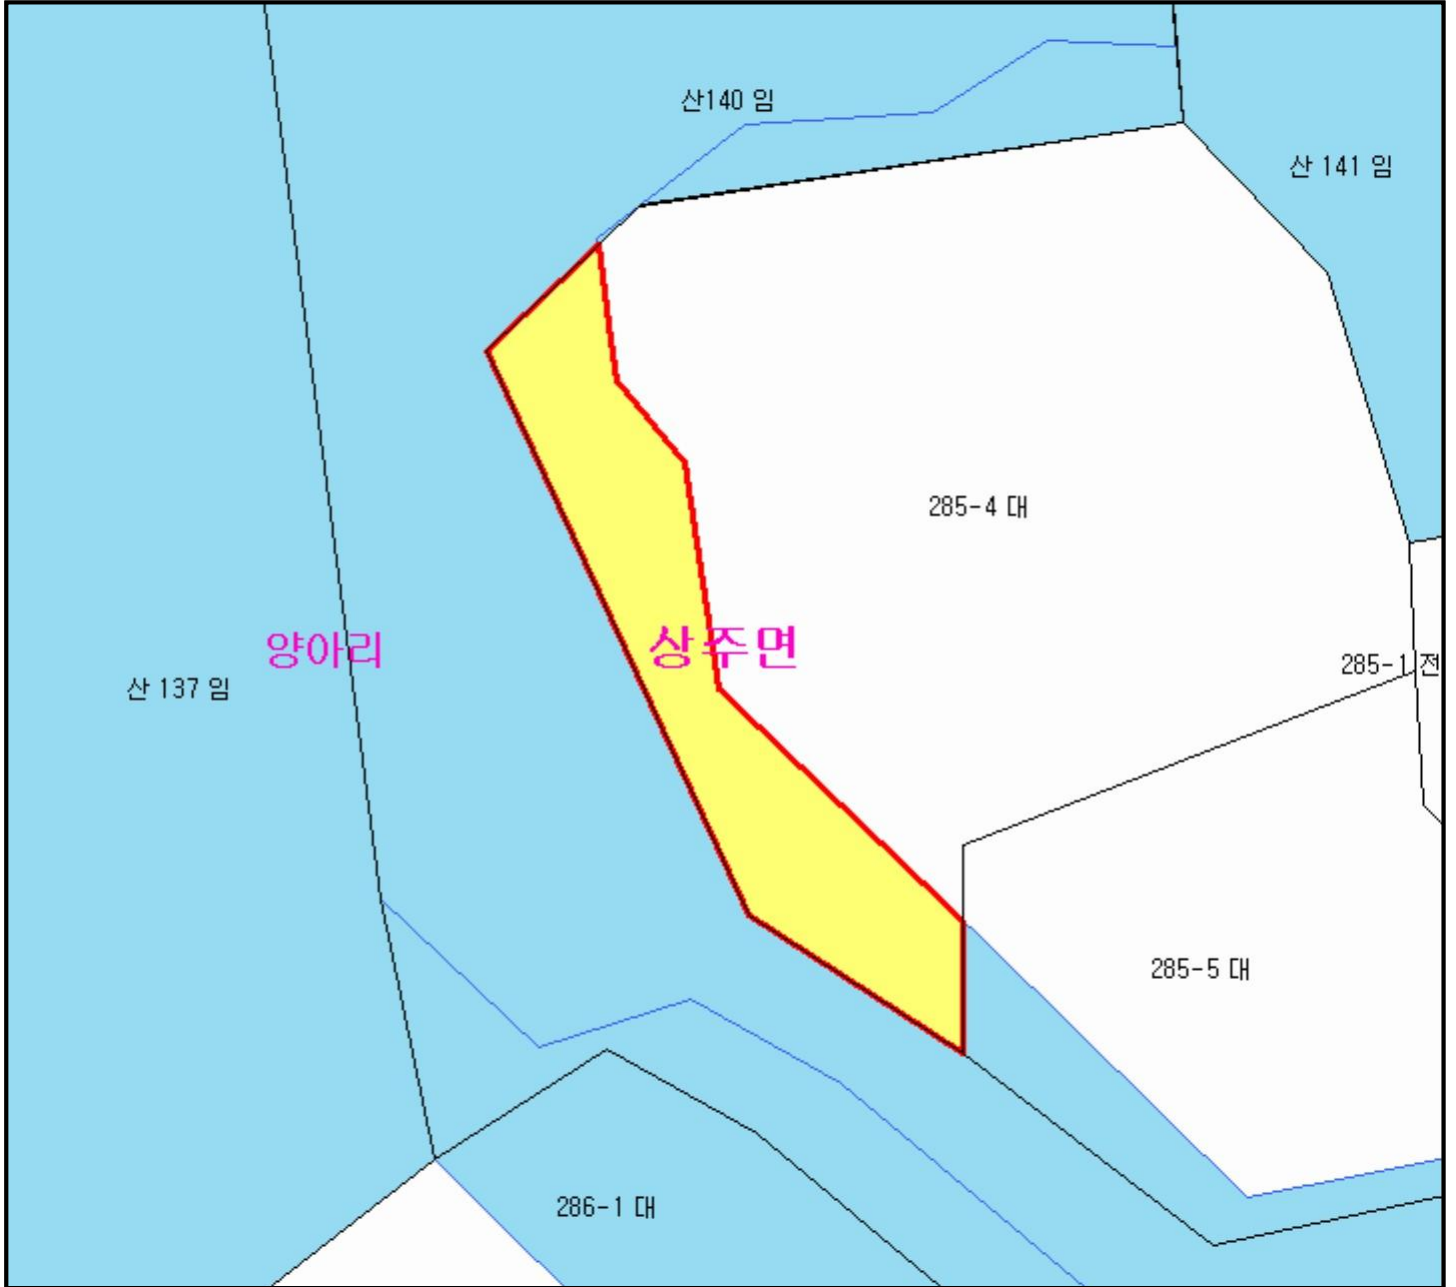 산140 임
산 141 임
285-4 대
양아리
상주면
285-1 전
산 137 임
285-5 대
286-1 대